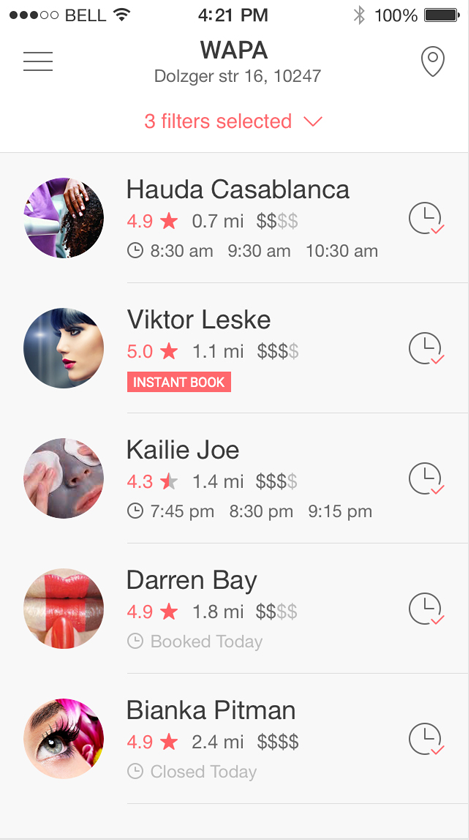 BELL 4:21 PM 100%
WAPA
Dolzger str 16, 10247
3 filters selected
Hauda Casablanca
4.9 0.7 mi $$$$
8:30 am 9:30 am 10:30 am
Viktor Leske
5.0 1.1 mi $$$$
INSTANT BOOK
Kailie Joe
4.3 1.4 mi $$$$
7:45 pm 8:30 pm 9:15 pm
Darren Bay
4.9 1.8 mi $$$$
Booked Today
Bianka Pitman
4.9 2.4 mi $$$$
Closed Today